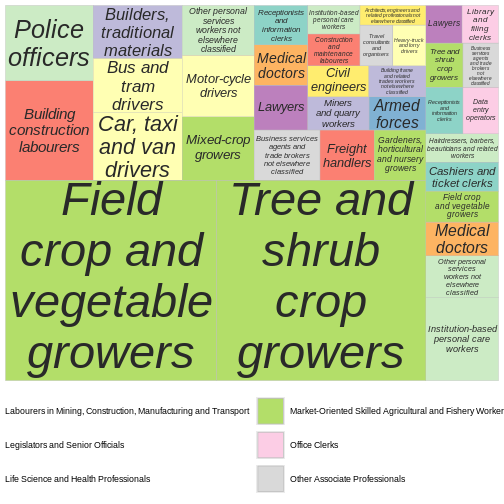 Police
officers
Building
construction
labourers
Builders,
traditional
materials
Bus and
tram
drivers
Car, taxi
and van
drivers
Other personal
services
workers not
elsewhere
classified
Motor-cycle
drivers
Mixed-crop
growers
Receptionists
and
information
clerks
Medical
doctors
Lawyers
Business services
agents and
trade brokers
not elsewhere
classified
Institution-based
personal care
workers
Construction
and
maintenance
labourers
Civil
engineers
Miners
and quarry
workers
Freight
handlers
Architects, engineers and
related professionals not
elsewhere classified
Travel
consultants
and
organisers
Heavy-truck
and lorry
drivers
Building frame
and related
trades workers
not elsewhere
classified
Armed
forces
Gardeners,
horticultural
and nursery
growers
Lawyers
Library
and filing
clerks
Tree and
shrub
crop
growers
Business
services
agents
and trade
brokers
not
elsewhere
classified
Receptionists
and
information
clerks
Data
entry
operators
Hairdressers, barbers,
beauticians and related
workers
Cashiers and
ticket clerks
Field crop
and vegetable
growers
Medical
doctors
Other personal
services
workers not
elsewhere
classified
Institution-based
personal care
workers
Field
crop and
vegetable
growers
Tree and
shrub
crop
growers
Labourers in Mining, Construction, Manufacturing and Transport
Market-Oriented Skilled Agricultural and Fishery Workers
Legislators and Senior Officials
Office Clerks
Life Science and Health Professionals
Other Associate Professionals